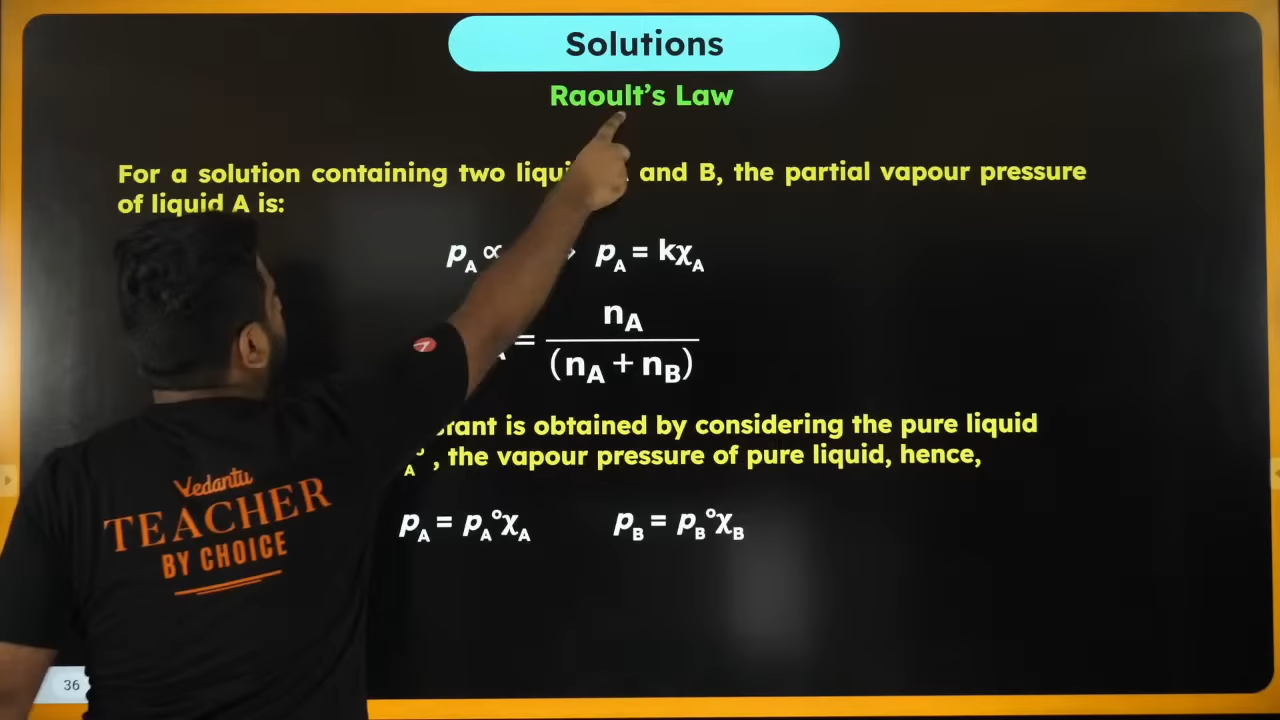 Solutions
Raoult's Law
For a solution containing two and B, the partial vapour pressure
of liquid A is:
p_A ∝ p_A = kχ_A
= n_A / (n_A + n_B)
is obtained by considering the pure liquid
, the vapour pressure of pure liquid, hence,
p_A = p_A° χ_A p_B = p_B° χ_B
Vedantu
TEACHER
BY CHOICE
36